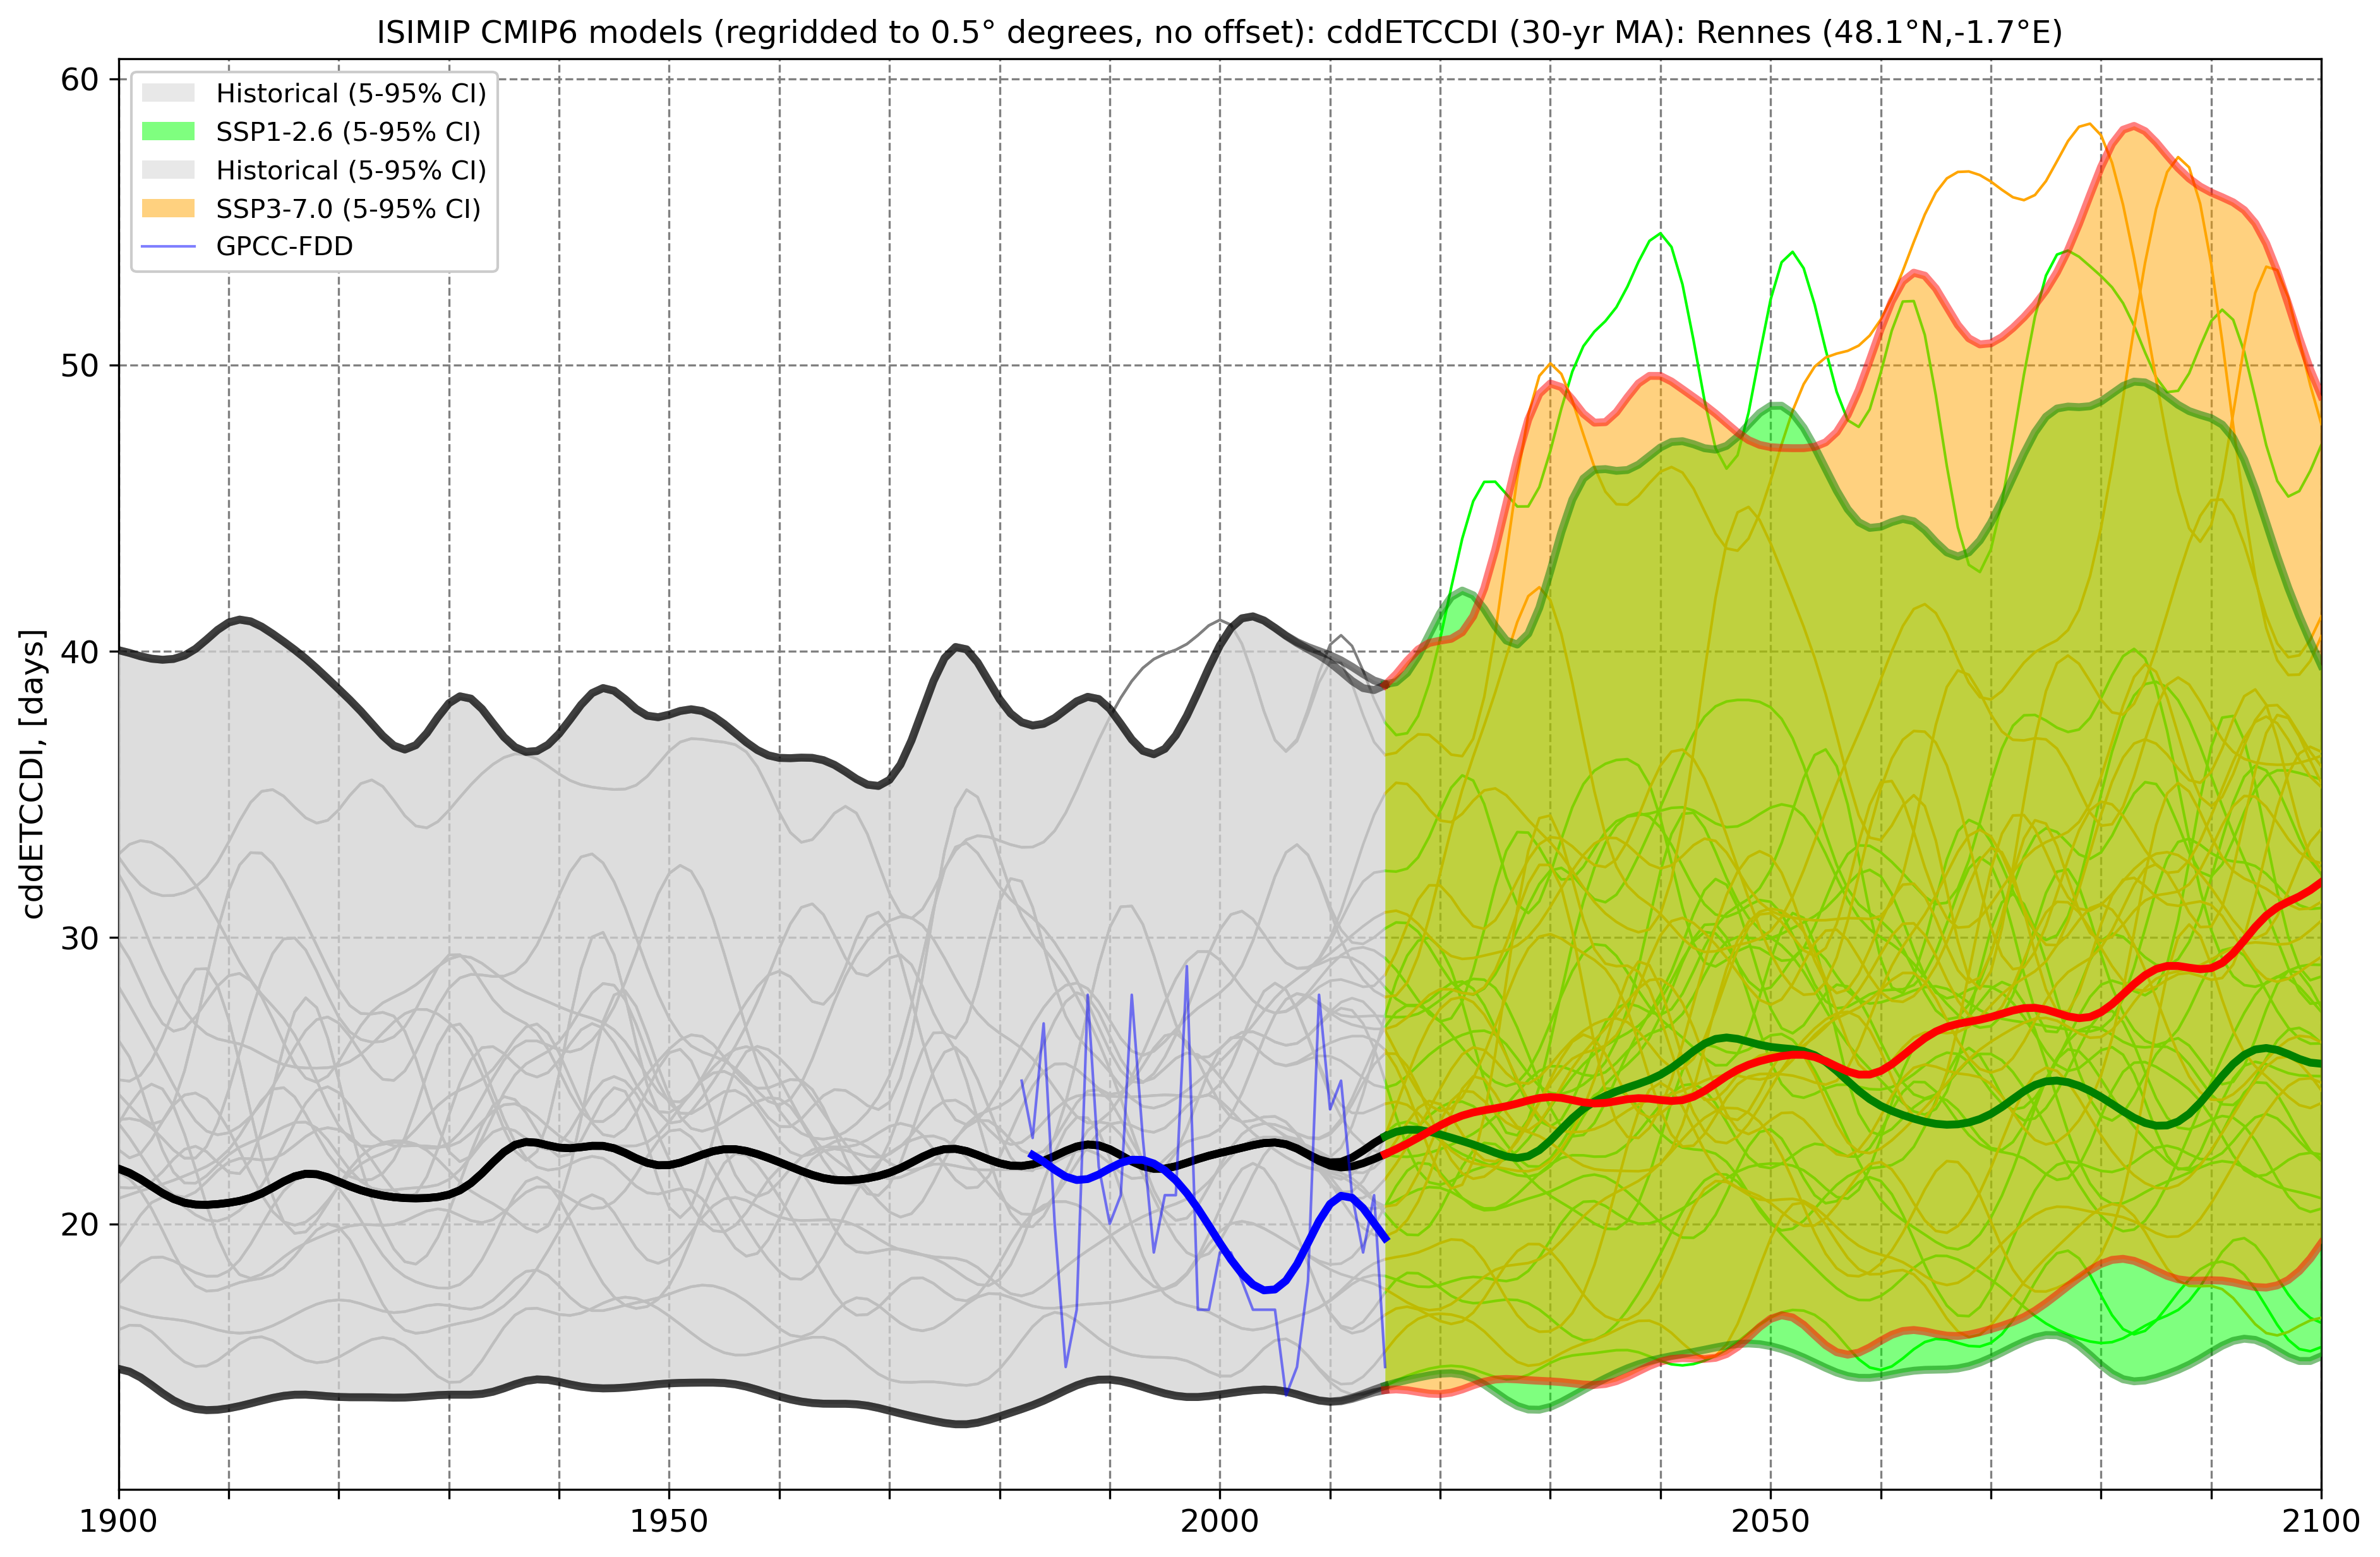 ISIMIP CMIP6 models (regridded to 0.5° degrees, no offset): cddETCCDI (30-yr MA): Rennes (48.1°N,-1.7°E)
60
50
40
30
20
cddETCCDI, [days]
Historical (5-95% CI)
SSP1-2.6 (5-95% CI)
Historical (5-95% CI)
SSP3-7.0 (5-95% CI)
GPCC-FDD
1900
1950
2000
2050
2100